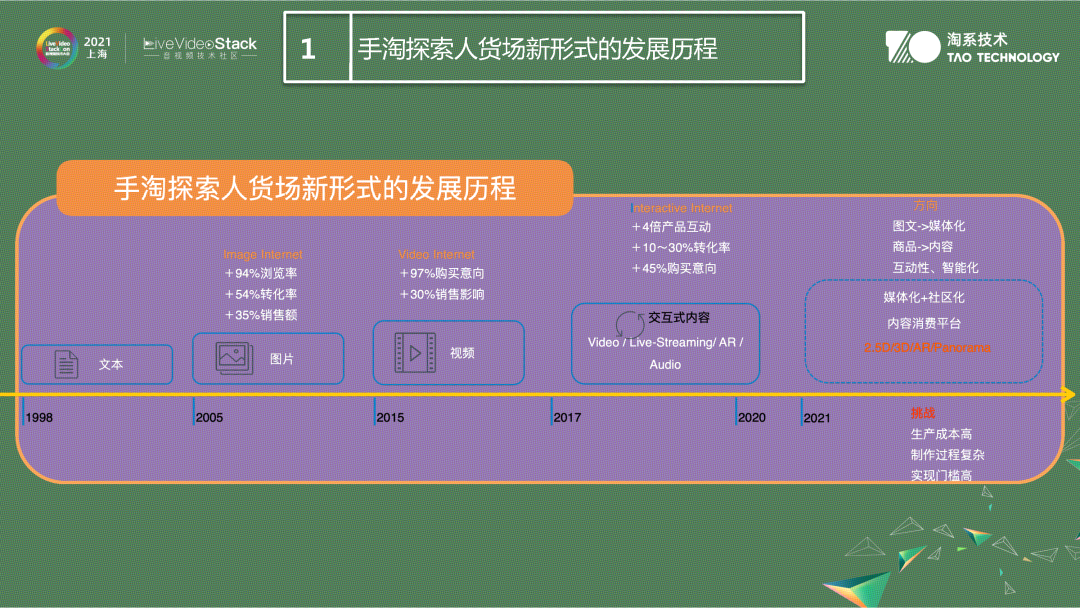 2021
上海
LiveVideoStack
音视频技术社区
1
手淘探索人货场新形式的发展历程
淘系技术
TAO TECHNOLOGY
手淘探索人货场新形式的发展历程
Image Internet
+94%浏览率
+54%转化率
+35%销售额
Video Internet
+97%购买意向
+30%销售影响
Interactive Internet
+4倍产品互动
+10~30%转化率
+45%购买意向
方向
图文->媒体化
商品->内容
互动性、智能化
文本
图片
视频
交互式内容
Video / Live-Streaming/ AR /
Audio
媒体化+社区化
内容消费平台
2.5D/3D/AR/Panorama
1998
2005
2015
2017
2020
2021
挑战
生产成本高
制作过程复杂
实现门槛高